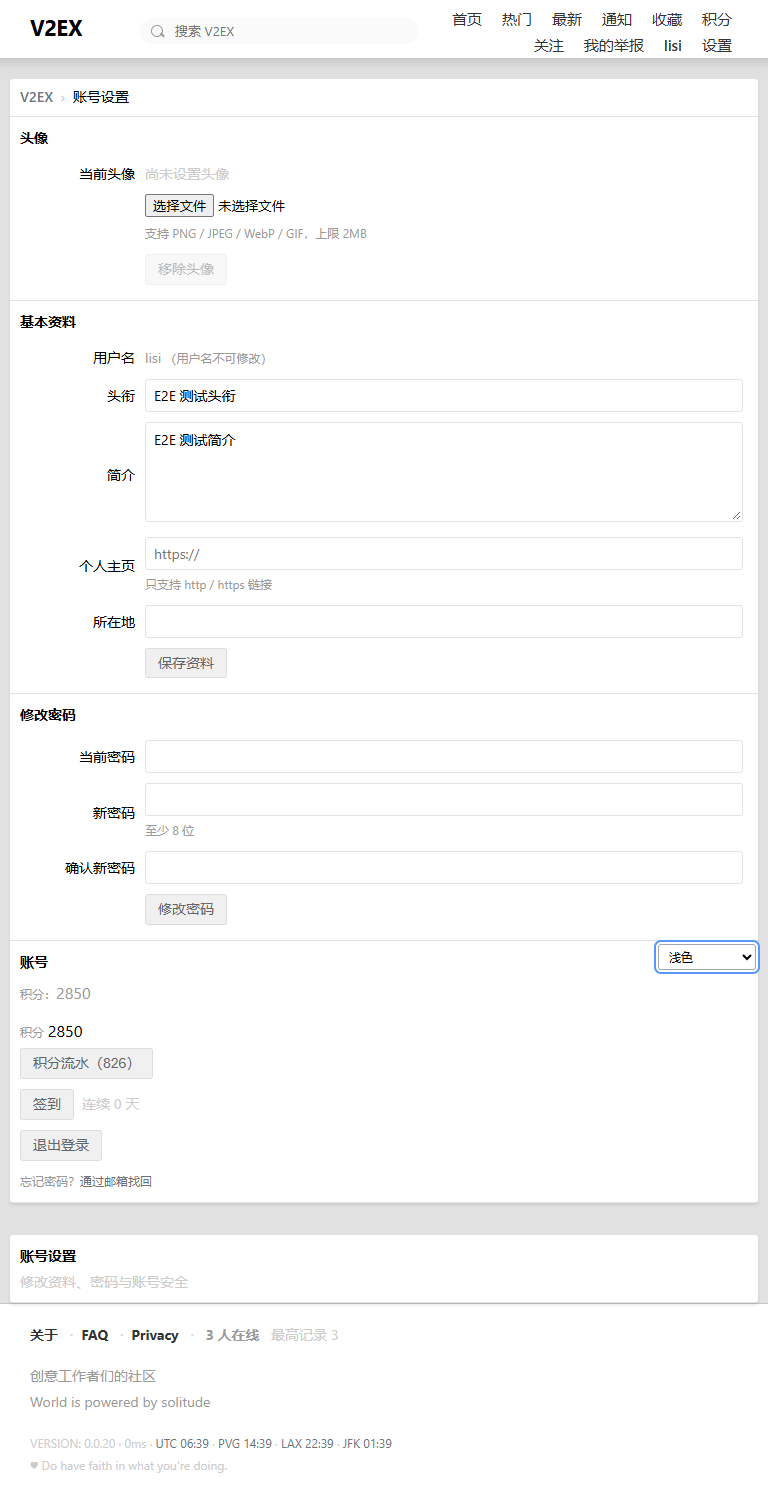 V2EX
搜索 V2EX
首页 热门 最新 通知 收藏 积分
关注 我的举报 lisi 设置
V2EX › 账号设置
头像
当前头像 尚未设置头像
选择文件 未选择文件
支持 PNG / JPEG / WebP / GIF，上限 2MB
移除头像
基本资料
用户名 lisi （用户名不可修改）
头衔 E2E 测试头衔
简介 E2E 测试简介
个人主页 https://
只支持 http / https 链接
所在地
保存资料
修改密码
当前密码
新密码
至少 8 位
确认新密码
修改密码
浅色
账号
积分：2850
积分 2850
积分流水（826）
签到 连续 0 天
退出登录
忘记密码？通过邮箱找回
账号设置
修改资料、密码与账号安全
关于 · FAQ · Privacy · 3 人在线 最高记录 3
创意工作者们的社区
World is powered by solitude
VERSION: 0.0.20 · 0ms · UTC 06:39 · PVG 14:39 · LAX 22:39 · JFK 01:39
♥ Do have faith in what you're doing.